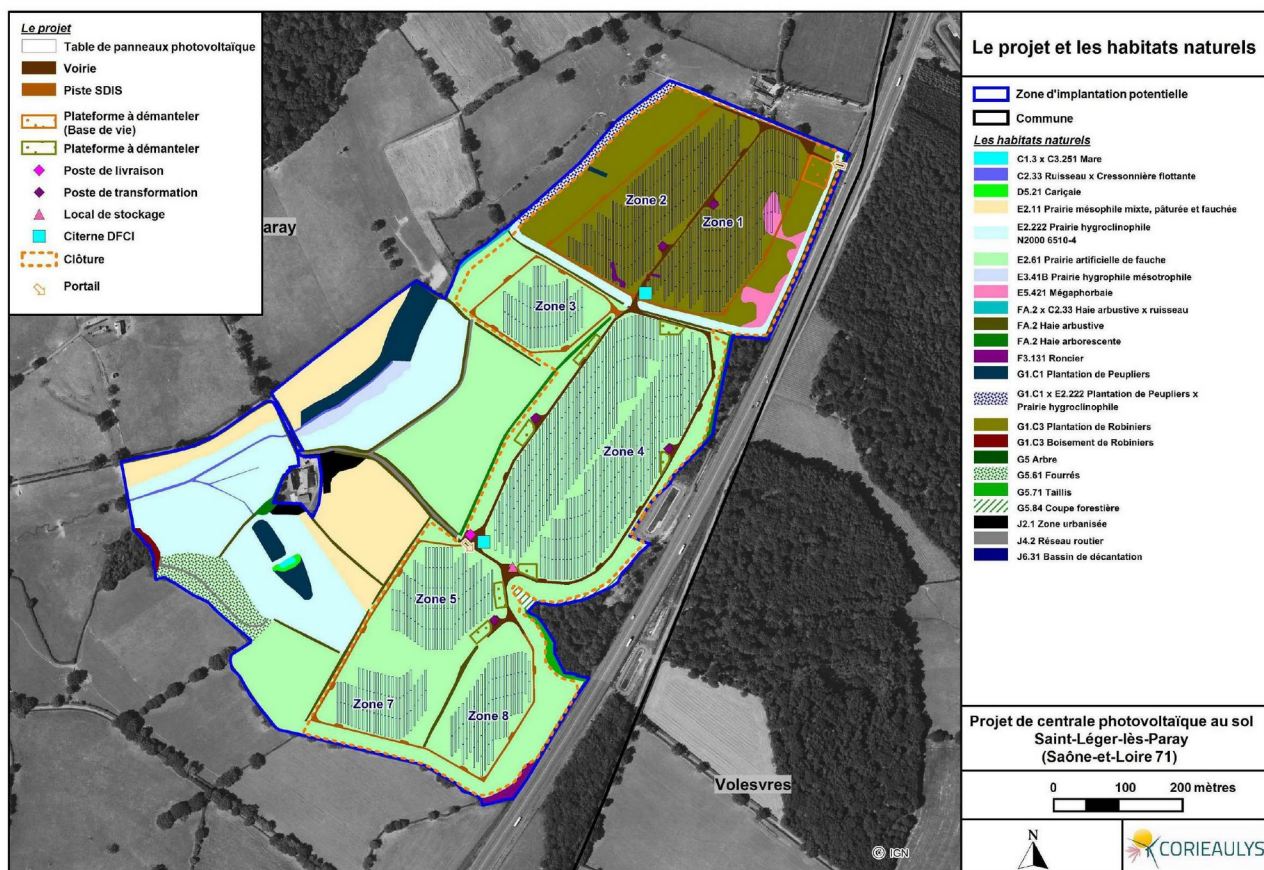 Le projet
Table de panneaux photovoltaïque
Voirie
Piste SDIS
Plateforme à démanteler
(Base de vie)
Plateforme à démanteler
Poste de livraison
Poste de transformation
Local de stockage
Citerne DFCI
Clôture
Portail
aray
Zone 2
Zone 1
Zone 3
Zone 4
Zone 5
Zone 7
Zone 8
Volesvres
© IGN
Le projet et les habitats naturels
Zone d'implantation potentielle
Commune
Les habitats naturels
C1.3 x C3.251 Mare
C2.33 Ruisseau x Cressonnière flottante
D5.21 Cariçaie
E2.11 Prairie mésophile mixte, pâturée et fauchée
E2.222 Prairie hygroclinophile
N2000 6510-4
E2.61 Prairie artificielle de fauche
E3.41B Prairie hygrophile mésotrophile
E5.421 Mégaphorbaie
FA.2 x C2.33 Haie arbustive x ruisseau
FA.2 Haie arbustive
FA.2 Haie arborescente
F3.131 Roncier
G1.C1 Plantation de Peupliers
G1.C1 x E2.222 Plantation de Peupliers x
Prairie hygroclinophile
G1.C3 Plantation de Robiniers
G1.C3 Boisement de Robiniers
G5 Arbre
G5.61 Fourrés
G5.71 Taillis
G5.84 Coupe forestière
J2.1 Zone urbanisée
J4.2 Réseau routier
J6.31 Bassin de décantation
Projet de centrale photovoltaïque au sol
Saint-Léger-lès-Paray
(Saône-et-Loire 71)
0 100 200 mètres
N
CORIEAULYS